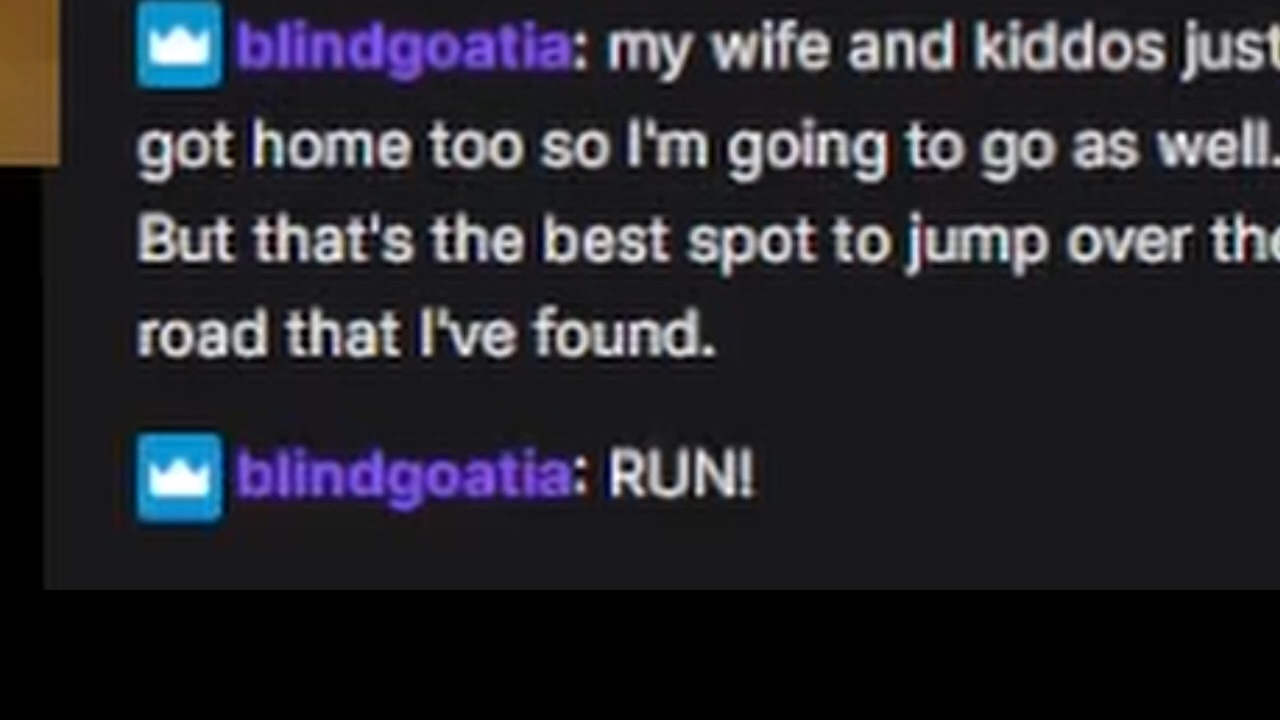 blindgoatia: my wife and kiddos just
got home too so I'm going to go as well.
But that's the best spot to jump over the
road that I've found.
blindgoatia: RUN!